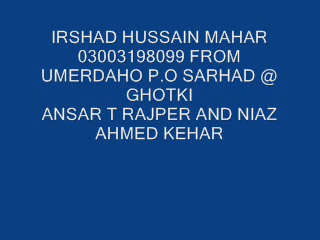 IRSHAD HUSSAIN MAHAR
03003198099 FROM
UMERDAHO P.O SARHAD @
GHOTKI
ANSAR T RAJPER AND NIAZ
AHMED KEHAR